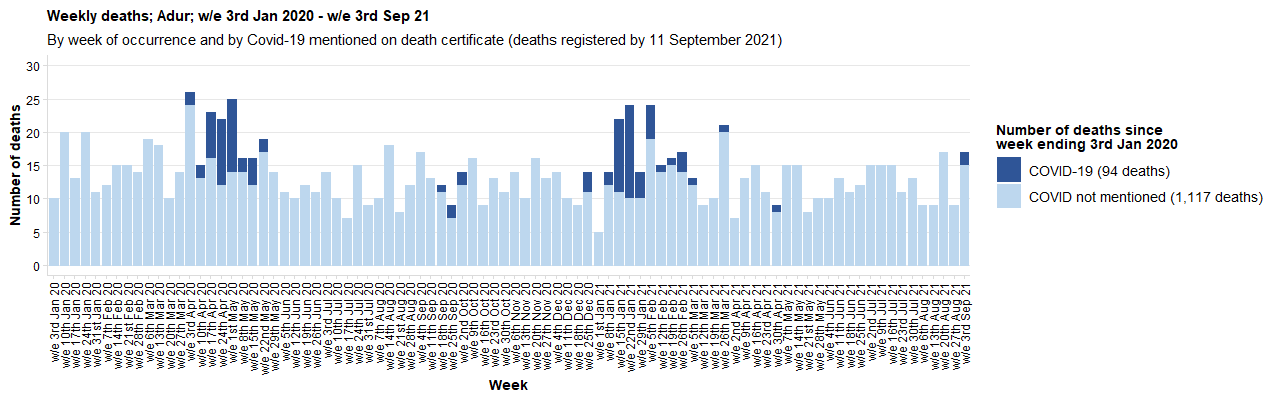 Weekly deaths; Adur; w/e 3rd Jan 2020 - w/e 3rd Sep 21
By week of occurrence and by Covid-19 mentioned on death certificate (deaths registered by 11 September 2021)
Number of deaths
30
25
20
15
10
5
0
w/e 3rd Jan 20
w/e 10th Jan 20
w/e 17th Jan 20
w/e 24th Jan 20
w/e 31st Jan 20
w/e 7th Feb 20
w/e 14th Feb 20
w/e 21st Feb 20
w/e 28th Feb 20
w/e 6th Mar 20
w/e 13th Mar 20
w/e 20th Mar 20
w/e 27th Mar 20
w/e 3rd Apr 20
w/e 10th Apr 20
w/e 17th Apr 20
w/e 24th Apr 20
w/e 1st May 20
w/e 8th May 20
w/e 15th May 20
w/e 22nd May 20
w/e 29th May 20
w/e 5th Jun 20
w/e 12th Jun 20
w/e 19th Jun 20
w/e 26th Jun 20
w/e 3rd Jul 20
w/e 10th Jul 20
w/e 17th Jul 20
w/e 24th Jul 20
w/e 31st Jul 20
w/e 7th Aug 20
w/e 14th Aug 20
w/e 21st Aug 20
w/e 28th Aug 20
w/e 4th Sep 20
w/e 11th Sep 20
w/e 18th Sep 20
w/e 25th Sep 20
w/e 2nd Oct 20
w/e 9th Oct 20
w/e 16th Oct 20
w/e 23rd Oct 20
w/e 30th Oct 20
w/e 6th Nov 20
w/e 13th Nov 20
w/e 20th Nov 20
w/e 27th Nov 20
w/e 4th Dec 20
w/e 11th Dec 20
w/e 18th Dec 20
w/e 25th Dec 20
w/e 1st Jan 21
w/e 8th Jan 21
w/e 15th Jan 21
w/e 22nd Jan 21
w/e 29th Jan 21
w/e 5th Feb 21
w/e 12th Feb 21
w/e 19th Feb 21
w/e 26th Feb 21
w/e 5th Mar 21
w/e 12th Mar 21
w/e 19th Mar 21
w/e 26th Mar 21
w/e 2nd Apr 21
w/e 9th Apr 21
w/e 16th Apr 21
w/e 23rd Apr 21
w/e 30th Apr 21
w/e 7th May 21
w/e 14th May 21
w/e 21st May 21
w/e 28th May 21
w/e 4th Jun 21
w/e 11th Jun 21
w/e 18th Jun 21
w/e 25th Jun 21
w/e 2nd Jul 21
w/e 9th Jul 21
w/e 16th Jul 21
w/e 23rd Jul 21
w/e 30th Jul 21
w/e 6th Aug 21
w/e 13th Aug 21
w/e 20th Aug 21
w/e 27th Aug 21
w/e 3rd Sep 21
Week
Number of deaths since
week ending 3rd Jan 2020
COVID-19 (94 deaths)
COVID not mentioned (1,117 deaths)